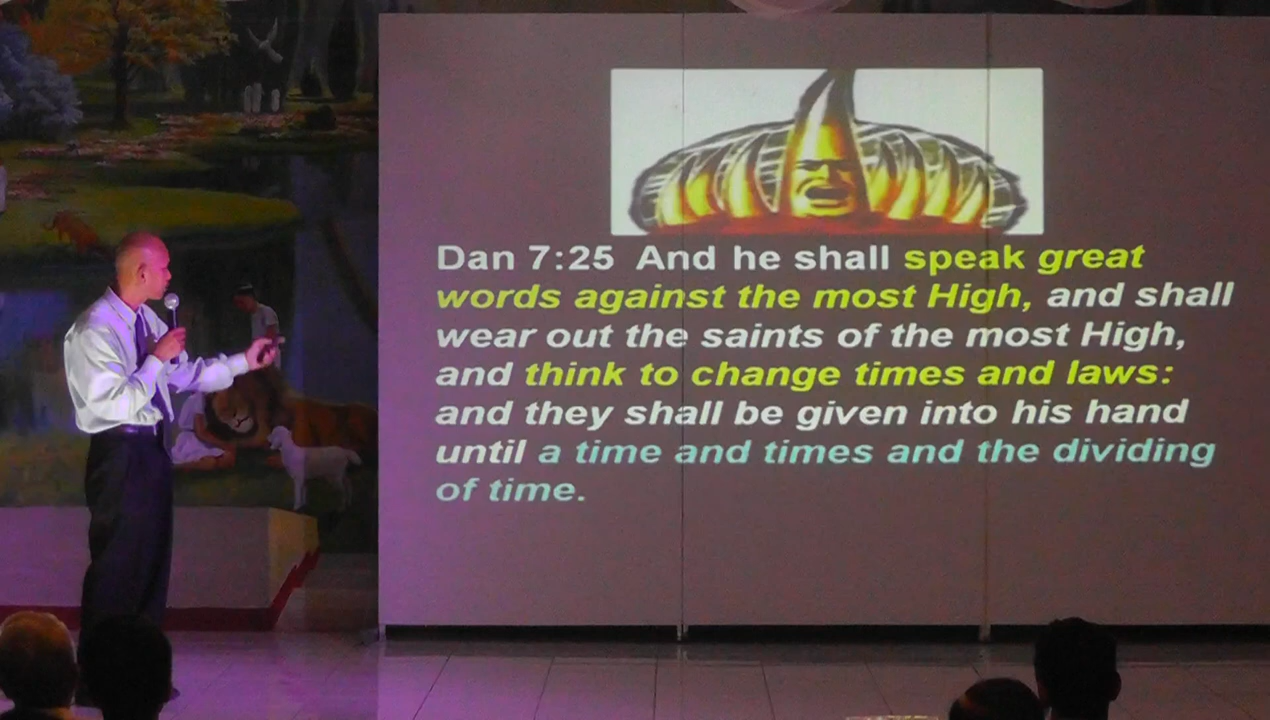 Dan 7:25 And he shall speak great
words against the most High, and shall
wear out the saints of the most High,
and think to change times and laws:
and they shall be given into his hand
until a time and times and the dividing
of time.